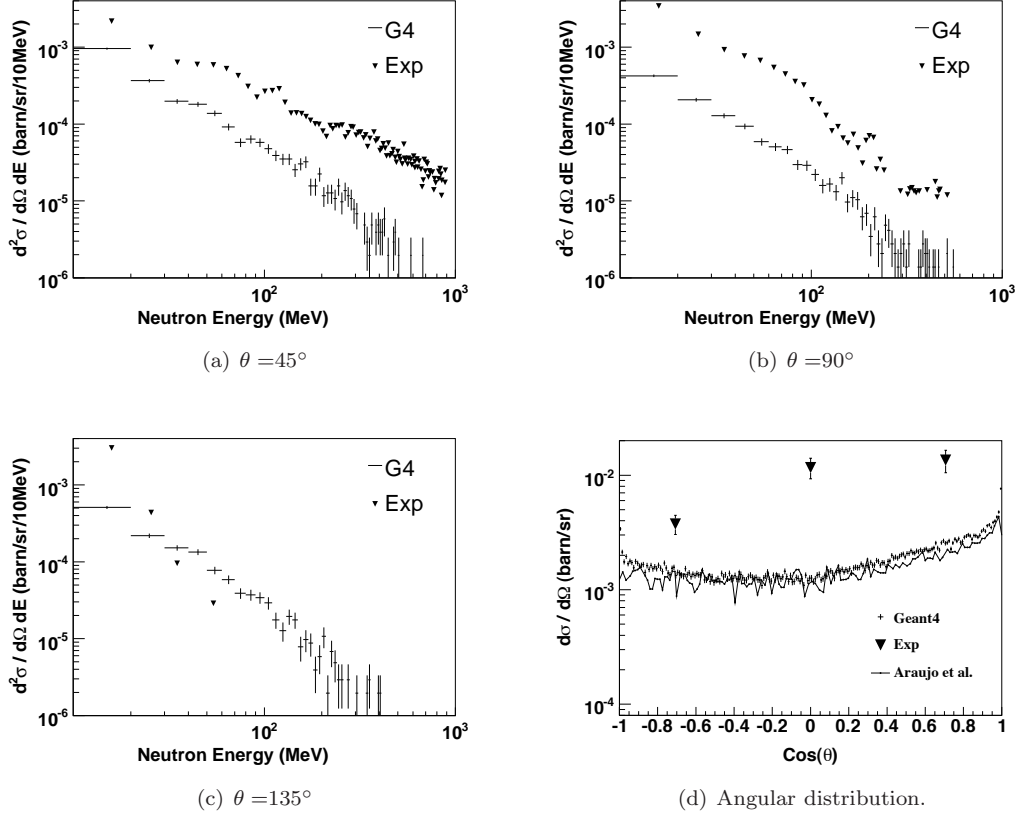 10⁻³
10⁻⁴
10⁻⁵
10⁻⁶
10²
10³
d²σ / dΩ dE (barn/sr/10MeV)
Neutron Energy (MeV)
G4
Exp
(a) θ =45°
10⁻³
10⁻⁴
10⁻⁵
10⁻⁶
10²
10³
d²σ / dΩ dE (barn/sr/10MeV)
Neutron Energy (MeV)
G4
Exp
(b) θ =90°
10⁻³
10⁻⁴
10⁻⁵
10⁻⁶
10²
10³
d²σ / dΩ dE (barn/sr/10MeV)
Neutron Energy (MeV)
G4
Exp
(c) θ =135°
10⁻²
10⁻³
10⁻⁴
-1 -0.8 -0.6 -0.4 -0.2 0 0.2 0.4 0.6 0.8 1
dσ / dΩ (barn/sr)
Cos(θ)
Geant4
Exp
Araujo et al.
(d) Angular distribution.